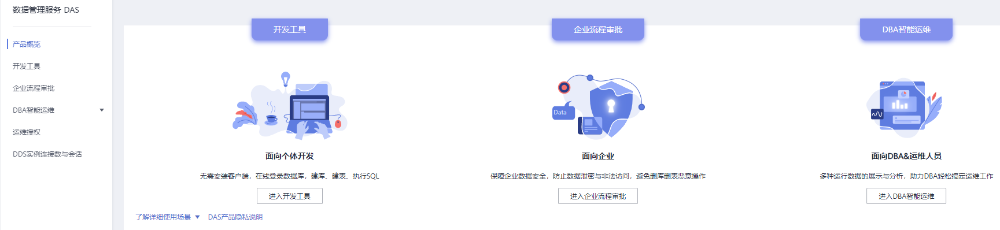 数据管理服务 DAS
产品概览
开发工具
企业流程审批
DBA智能运维
运维授权
DDS实例连接数与会话
开发工具
企业流程审批
DBA智能运维
Data
面向个体开发
面向企业
面向DBA&运维人员
无需安装客户端，在线登录数据库，建库、建表、执行SQL
保障企业数据安全，防止数据泄密与非法访问，避免删库删表恶意操作
多种运行数据的展示与分析，助力DBA轻松搞定运维工作
进入开发工具
进入企业流程审批
进入DBA智能运维
了解详细使用场景
DAS产品隐私说明